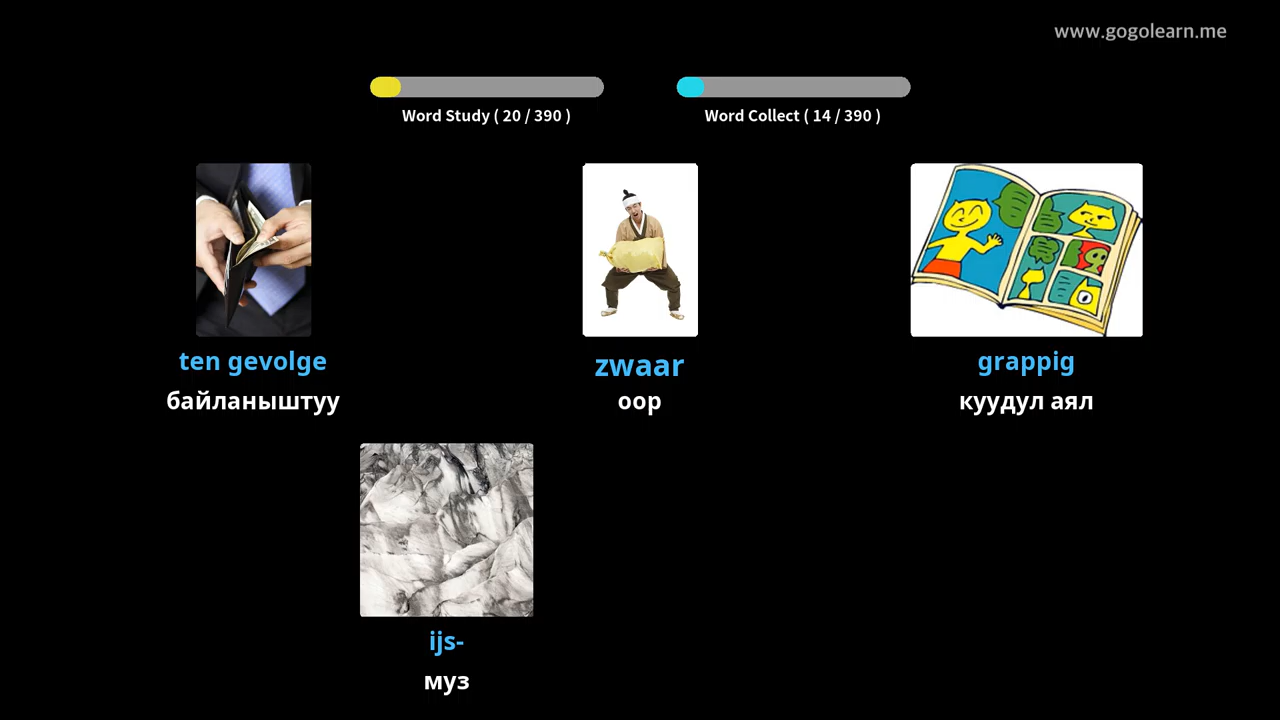 www.gogolearn.me
Word Study ( 20 / 390 )
Word Collect ( 14 / 390 )
ten gevolge
байланыштуу
zwaar
оор
grappig
куудул аял
ijs-
муз